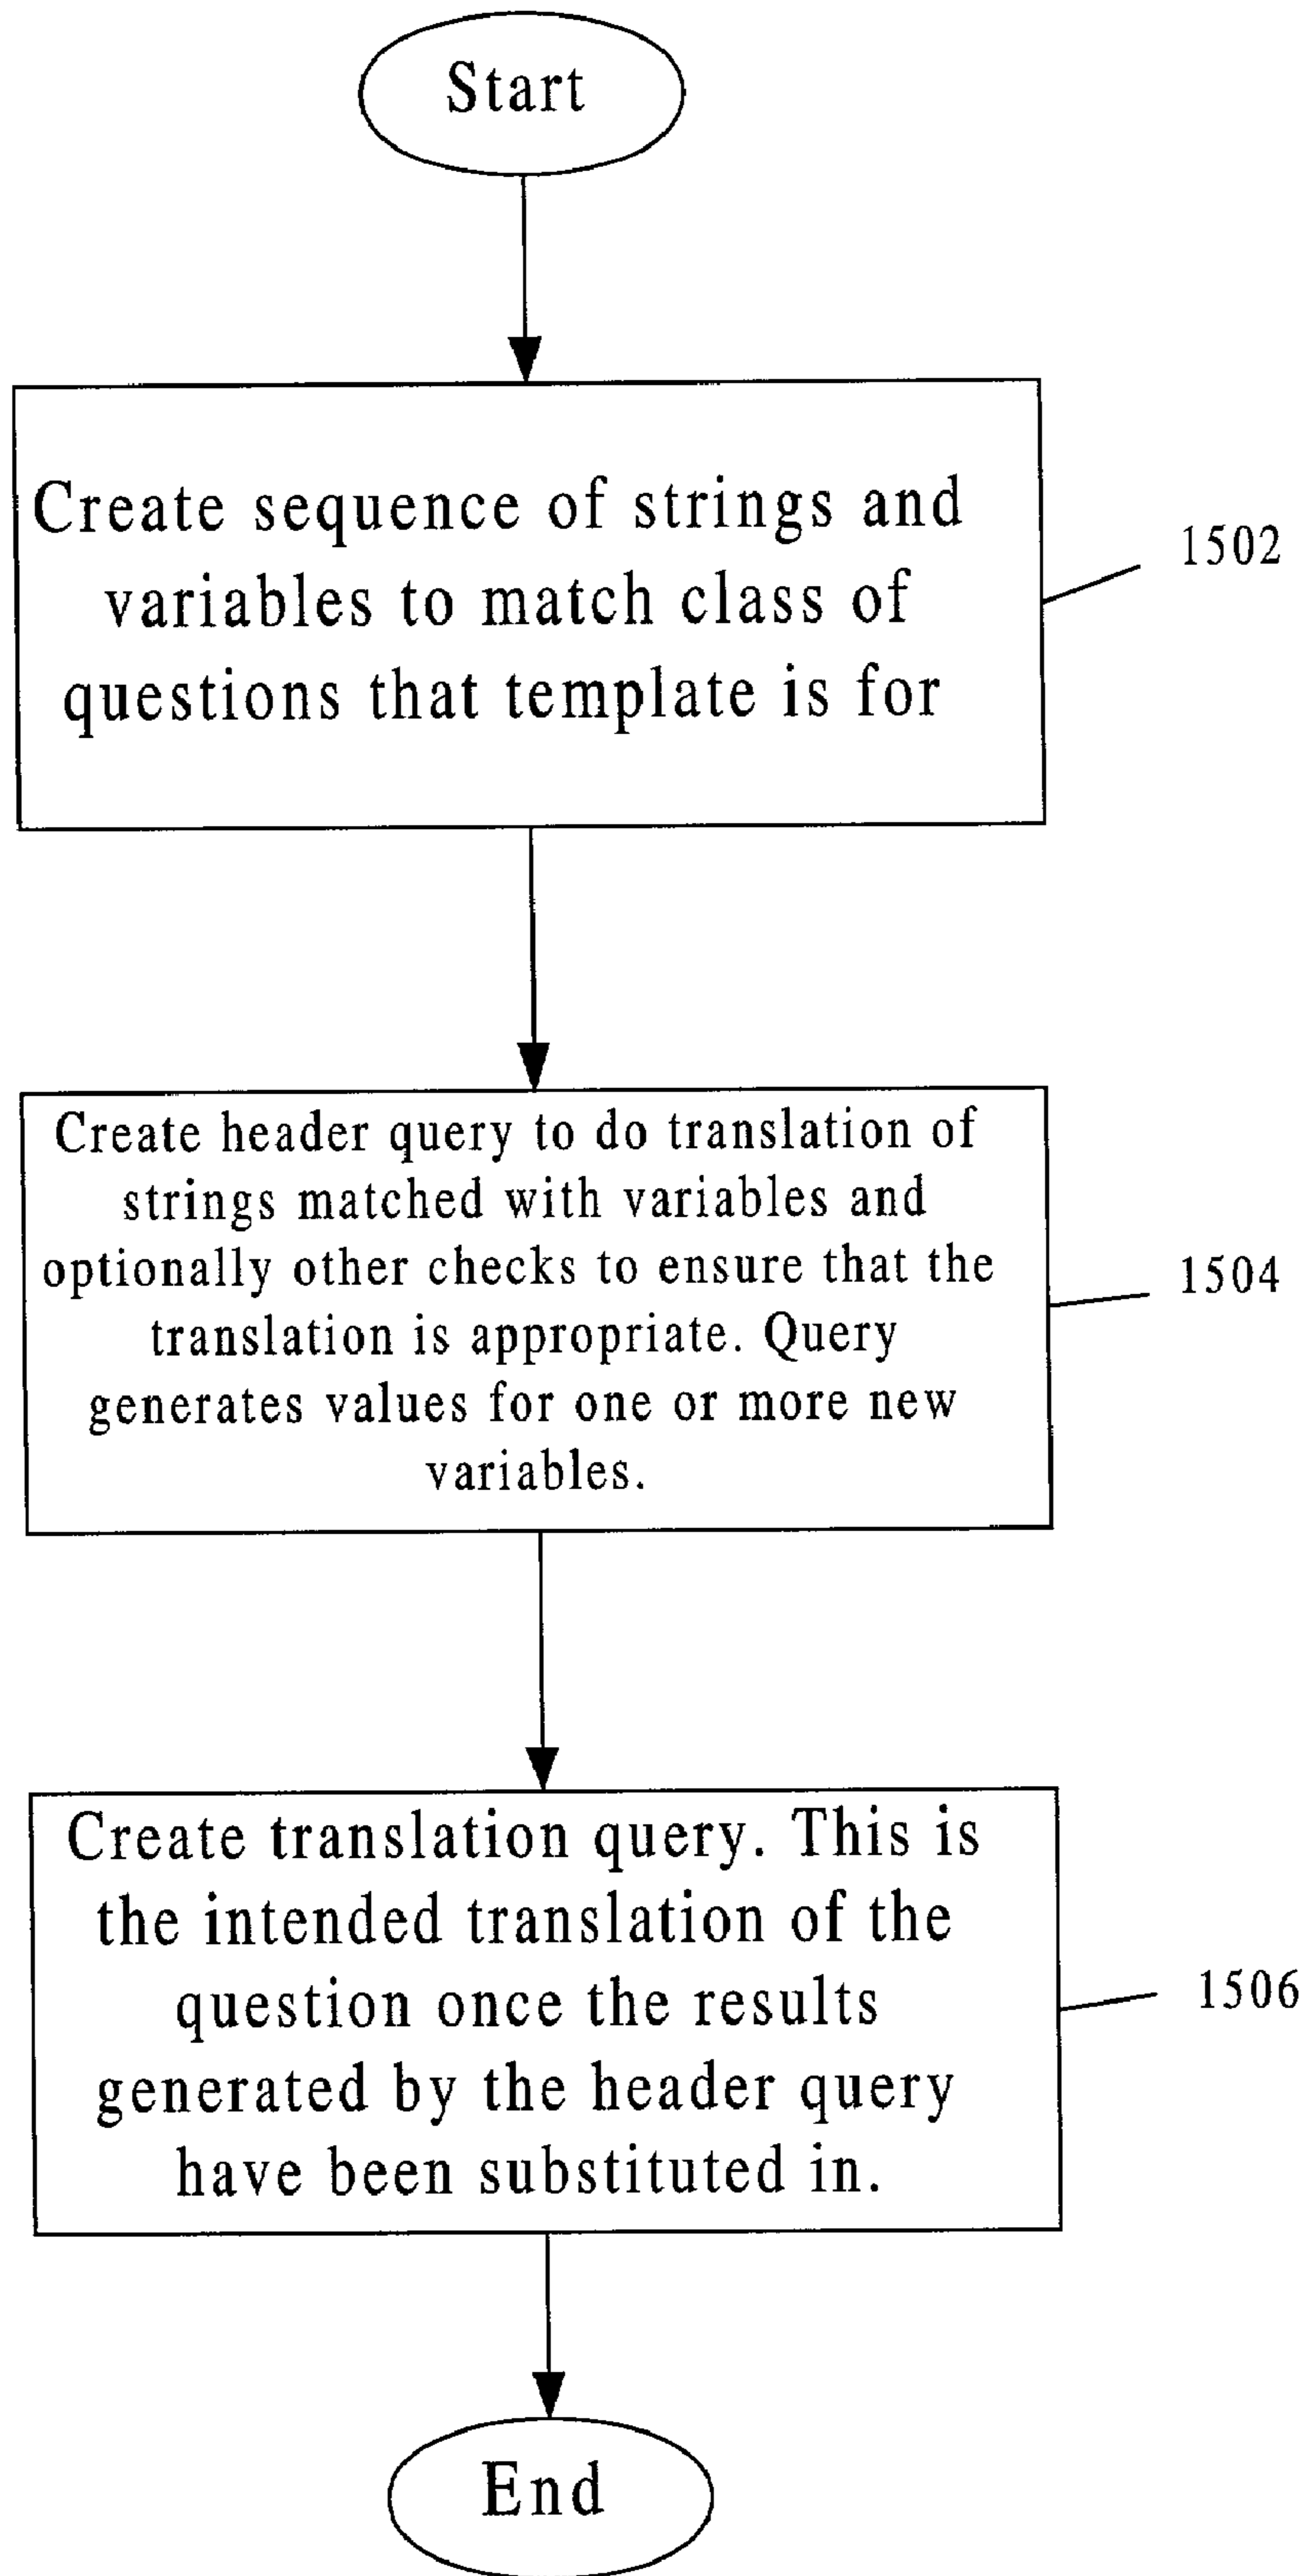 Start
Create sequence of strings and
variables to match class of
questions that template is for
1502
Create header query to do translation of
strings matched with variables and
optionally other checks to ensure that the
translation is appropriate. Query
generates values for one or more new
variables.
1504
Create translation query. This is
the intended translation of the
question once the results
generated by the header query
have been substituted in.
1506
End